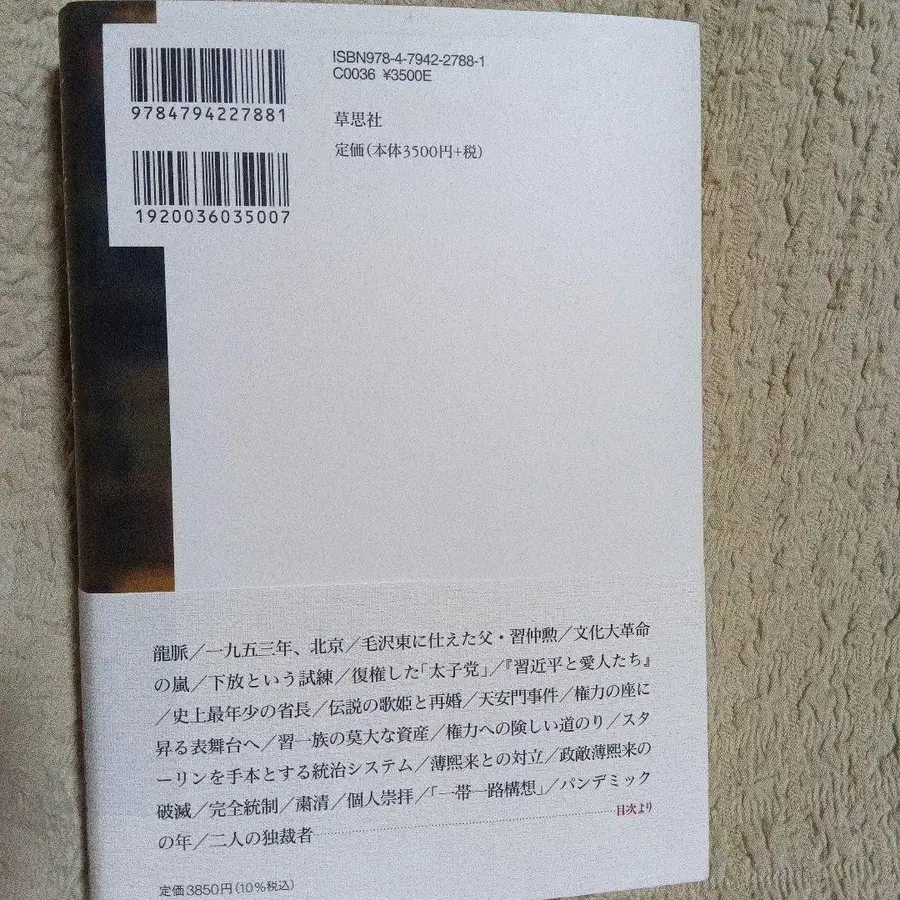 ISBN978-4-7942-2788-1
C0036 ¥3500E
9784794227881
草思社
定価(本体3500円+税)
1920036035007
龍脈／一九五三年、北京／毛沢東に仕えた父・習仲勲／文化大革命
の嵐／下放という試練／復権した「太子党」／『習近平と愛人たち』
／史上最年少の省長／伝説の歌姫と再婚／天安門事件／権力の座に
昇る表舞台へ／習一族の莫大な資産／権力への険しい道のり／スタ
ーリンを手本とする統治システム／薄熙来との対立／政敵薄熙来の
破滅／完全統制／粛清／個人崇拝／「一帯一路構想」／パンデミック
の年／二人の独裁者……………………目次より
定価3850円(10％税込)